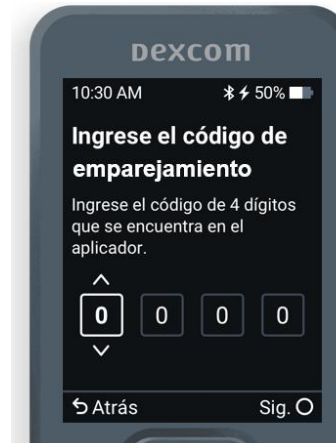 Dexcom
10:30 AM 50%
Ingrese el código de
emparejamiento
Ingrese el código de 4 dígitos
que se encuentra en el
aplicador.
0 0 0 0
Atrás Sig.